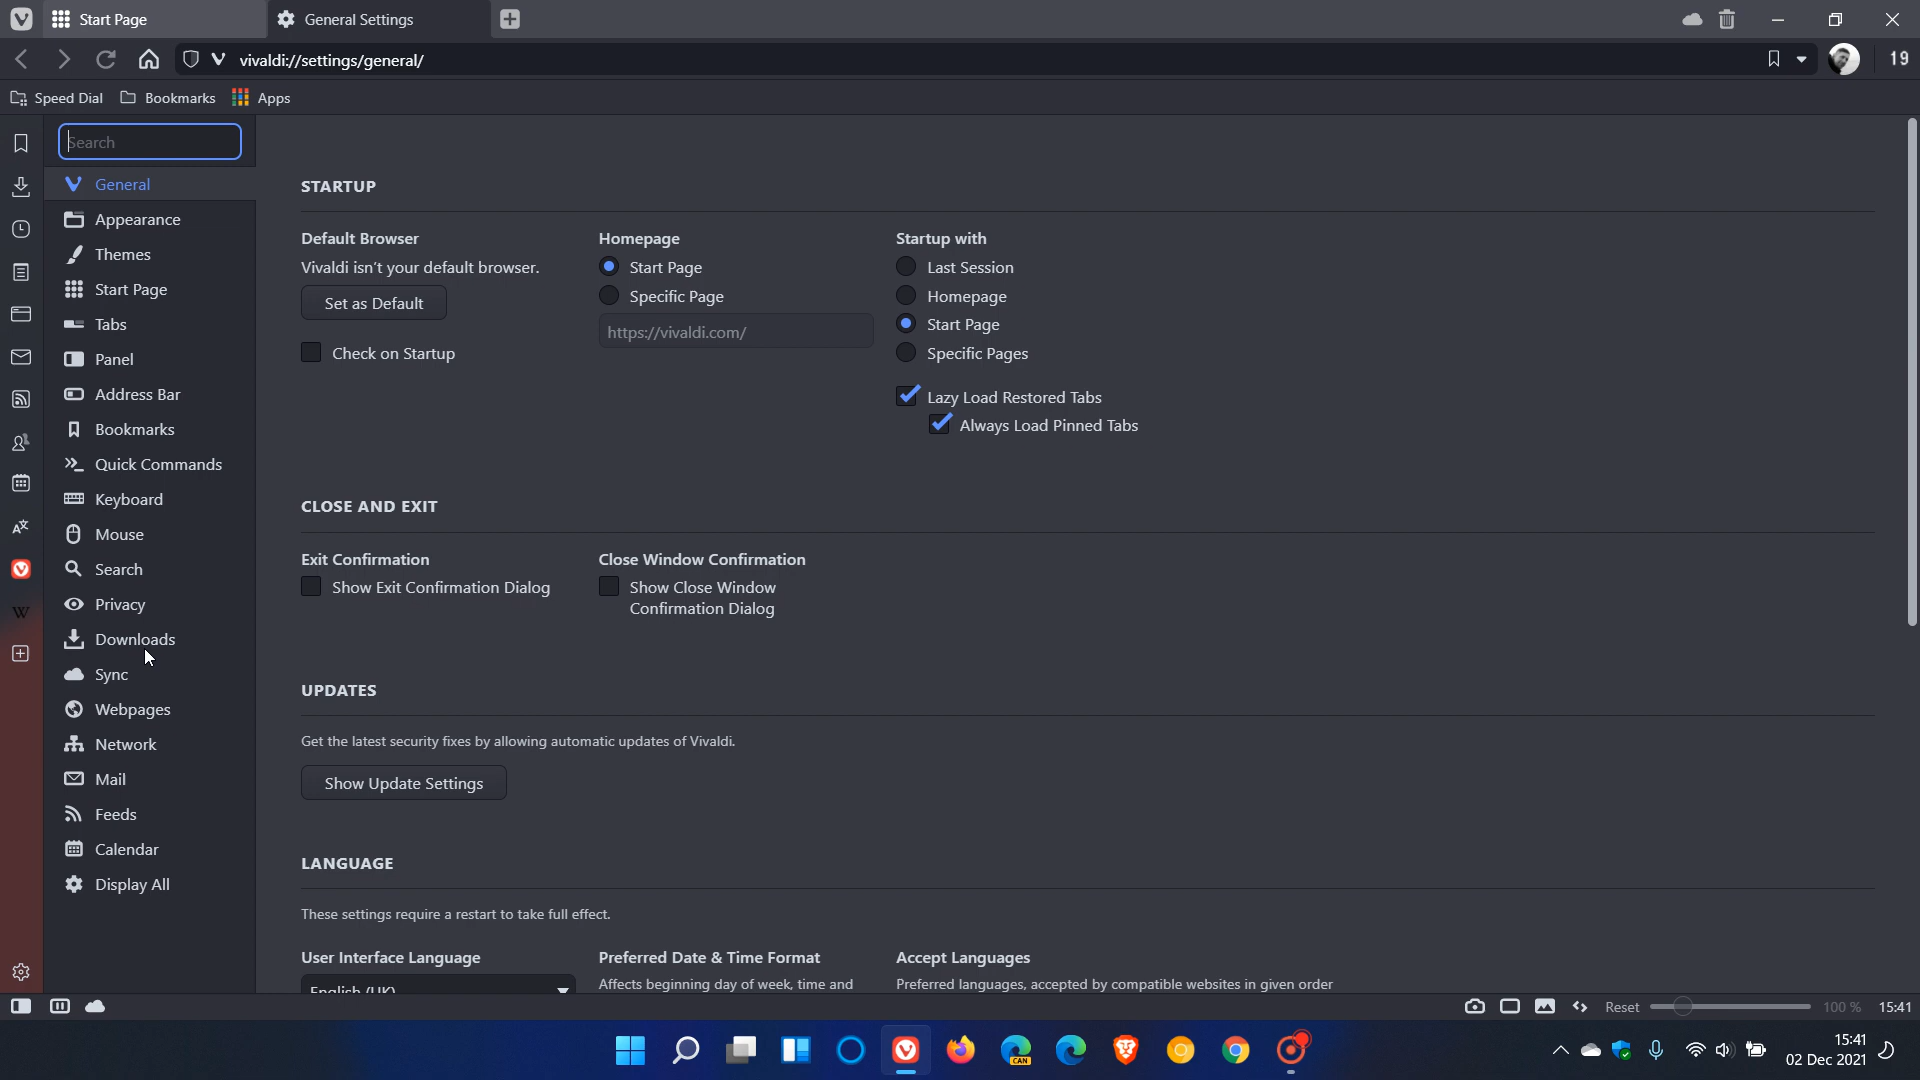 Start Page
General Settings
vivaldi://settings/general/
19
Speed Dial
Bookmarks
Apps
Search
General
Appearance
Themes
Start Page
Tabs
Panel
Address Bar
Bookmarks
Quick Commands
Keyboard
Mouse
Search
Privacy
Downloads
Sync
Webpages
Network
Mail
Feeds
Calendar
Display All
STARTUP
Default Browser
Vivaldi isn't your default browser.
Set as Default
Check on Startup
Homepage
Start Page
Specific Page
https://vivaldi.com/
Startup with
Last Session
Homepage
Start Page
Specific Pages
Lazy Load Restored Tabs
Always Load Pinned Tabs
CLOSE AND EXIT
Exit Confirmation
Show Exit Confirmation Dialog
Close Window Confirmation
Show Close Window
Confirmation Dialog
UPDATES
Get the latest security fixes by allowing automatic updates of Vivaldi.
Show Update Settings
LANGUAGE
These settings require a restart to take full effect.
User Interface Language
English (UK)
Preferred Date & Time Format
Affects beginning day of week, time and
Accept Languages
Preferred languages, accepted by compatible websites in given order
Reset
100 %
15:41
CAN
15:41
02 Dec 2021